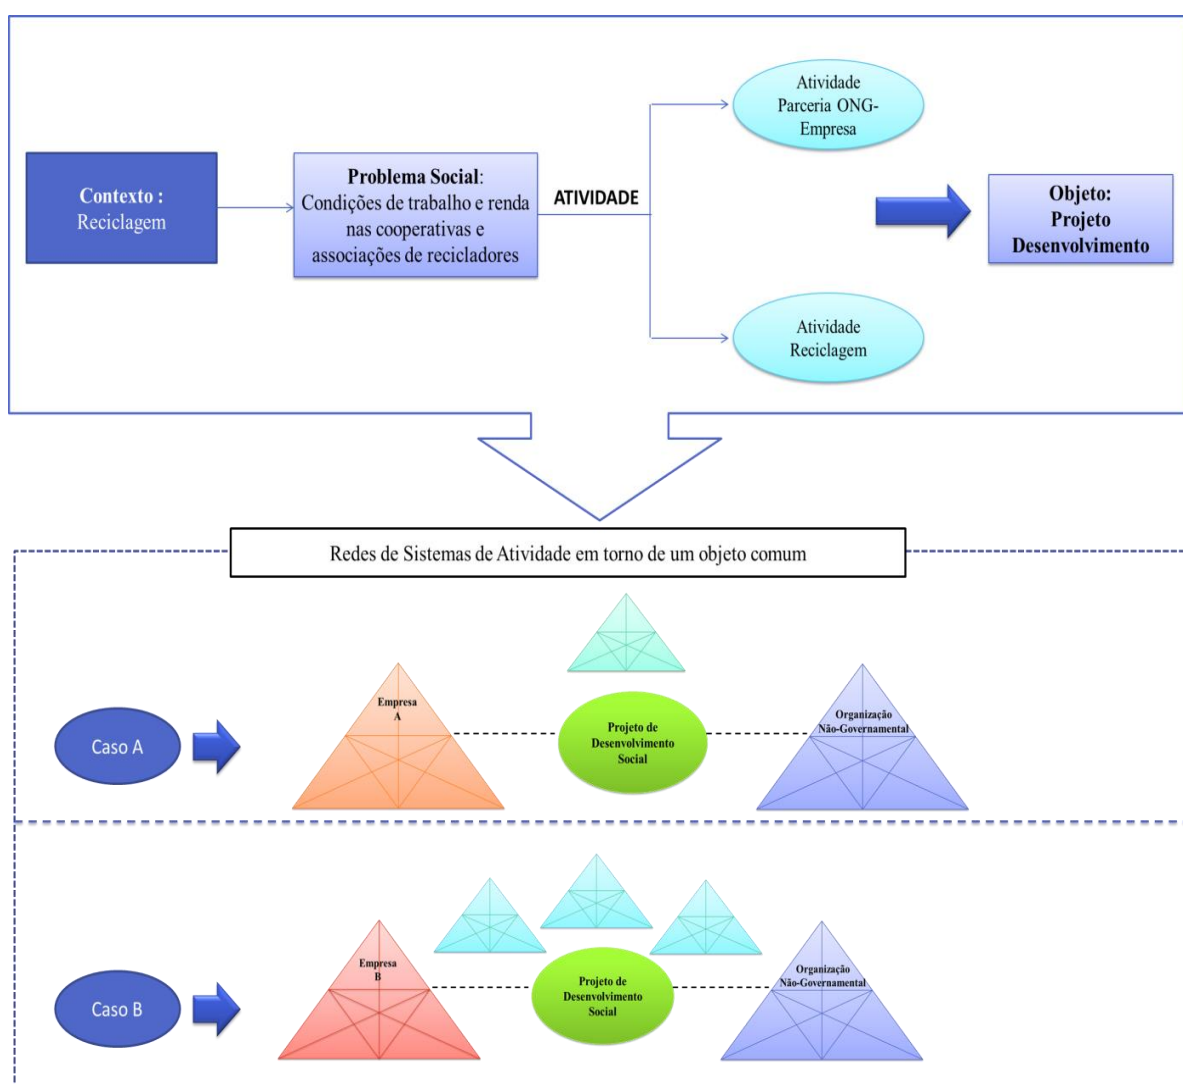 Contexto :
Reciclagem
Problema Social:
Condições de trabalho e renda
nas cooperativas e
associações de recicladores
ATIVIDADE
Atividade
Parceria ONG-
Empresa
Atividade
Reciclagem
Objeto:
Projeto
Desenvolvimento
Redes de Sistemas de Atividade em torno de um objeto comum
Caso A
Empresa
A
Projeto de
Desenvolvimento
Social
Organização
Não-Governamental
Caso B
Empresa
B
Projeto de
Desenvolvimento
Social
Organização
Não-Governamental